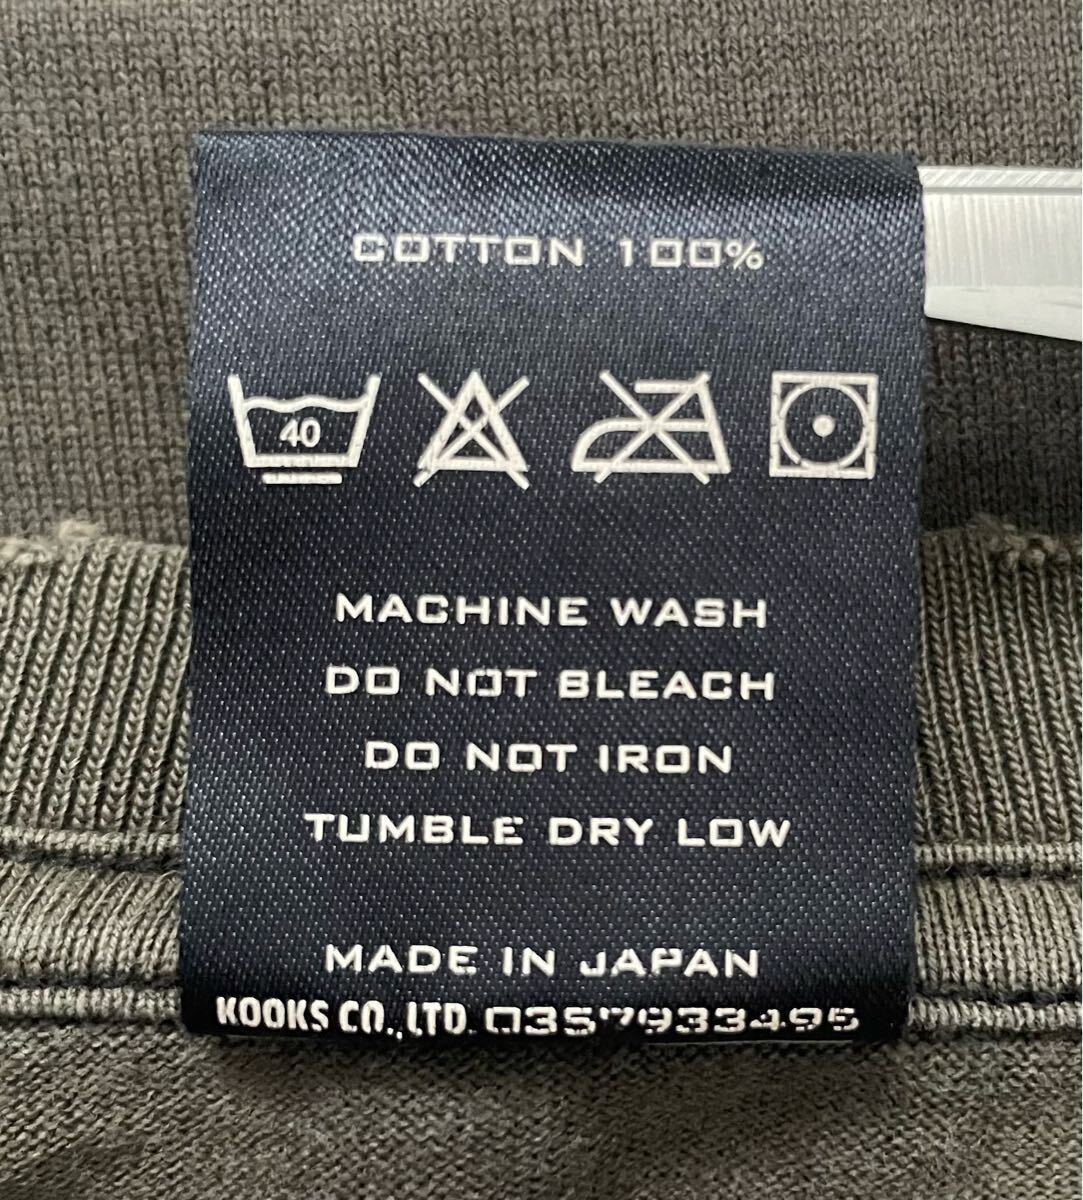 COTTON 100%
40
MACHINE WASH
DO NOT BLEACH
DO NOT IRON
TUMBLE DRY LOW
MADE IN JAPAN
KOOKS CO.,LTD. 0357933495